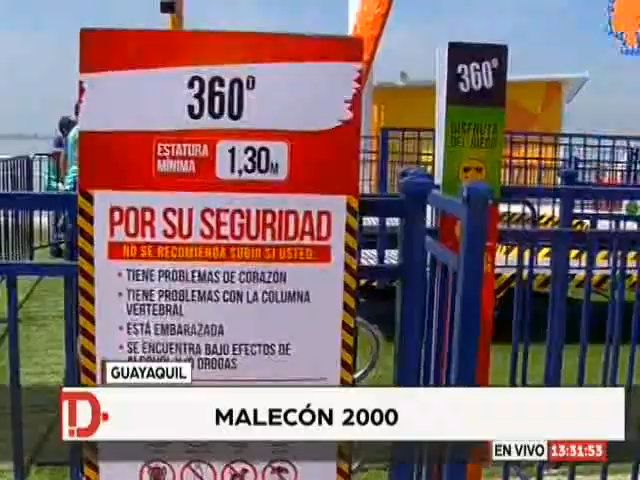 360°
ESTATURA
MÍNIMA
1,30M
POR SU SEGURIDAD
NO SE RECOMIENDA SUBIR SI USTED:
• TIENE PROBLEMAS DE CORAZÓN
• TIENE PROBLEMAS CON LA COLUMNA
VERTEBRAL
• ESTÁ EMBARAZADA
• SE ENCUENTRA BAJO EFECTOS DE
ALCOHOL Y/O DROGAS
360°
DISFRUTA
DEL JUEGO
GUAYAQUIL
D
MALECÓN 2000
EN VIVO 13:31:53